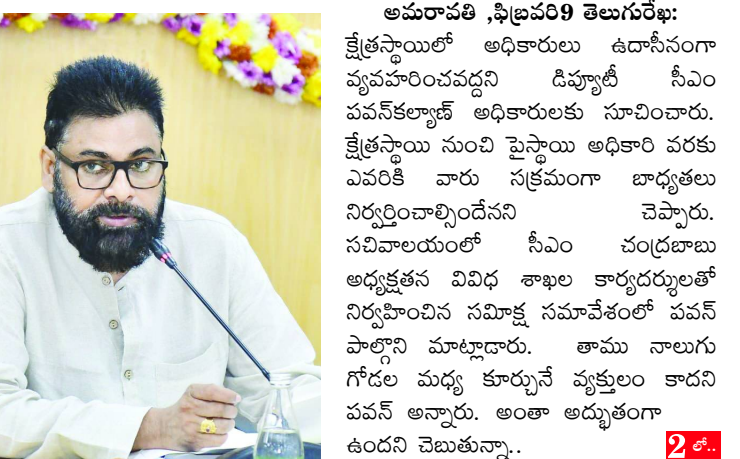 అమరావతి ,ఫిబ్రవరి9 తెలుగురేఖ:
క్షేత్రస్థాయిలో అధికారులు ఉదాసీనంగా
వ్యవహరించవద్దని డిప్యూటీ సీఎం
పవన్‌కల్యాణ్‌ అధికారులకు సూచించారు.
క్షేత్రస్థాయి నుంచి పైస్థాయి అధికారి వరకు
ఎవరికి వారు సక్రమంగా బాధ్యతలు
నిర్వర్తించాల్సిందేనని చెప్పారు.
సచివాలయంలో సీఎం చంద్రబాబు
అధ్యక్షతన వివిధ శాఖల కార్యదర్శులతో
నిర్వహించిన సమీక్ష సమావేశంలో పవన్
పాల్గొని మాట్లాడారు. తాము నాలుగు
గోడల మధ్య కూర్చునే వ్యక్తులం కాదని
పవన్ అన్నారు. అంతా అద్భుతంగా
ఉందని చెబుతున్నా..
2 లో..